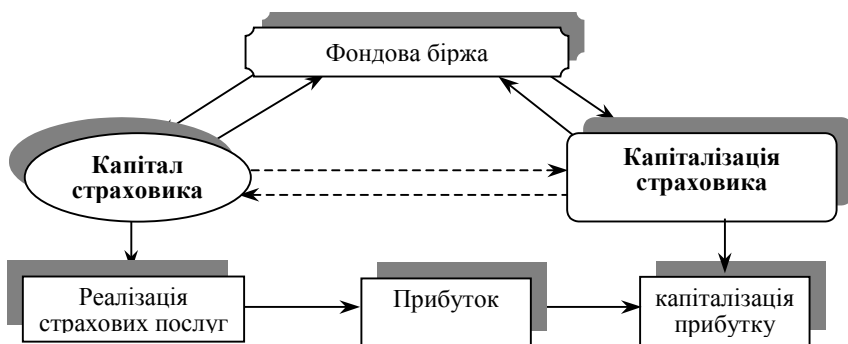 Фондова біржа
Капітал
страховика
Капіталізація
страховика
Реалізація
страхових послуг
Прибуток
капіталізація
прибутку